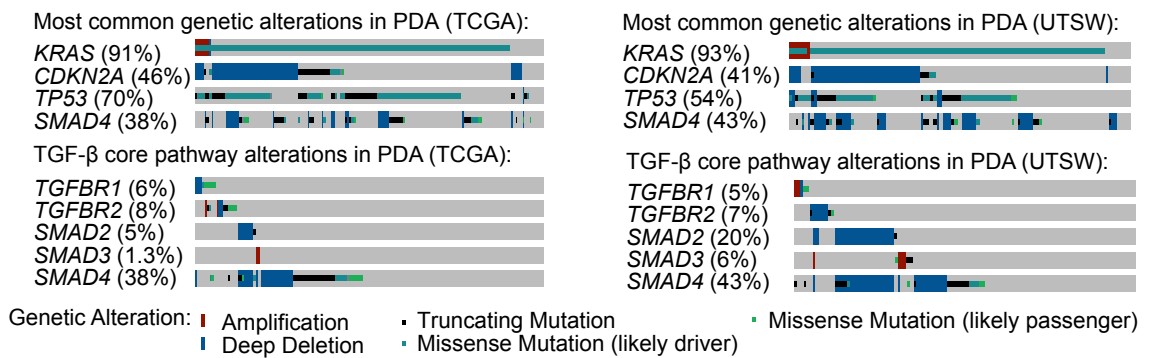 Most common genetic alterations in PDA (TCGA):
KRAS (91%)
CDKN2A (46%)
TP53 (70%)
SMAD4 (38%)
TGF-β core pathway alterations in PDA (TCGA):
TGFBR1 (6%)
TGFBR2 (8%)
SMAD2 (5%)
SMAD3 (1.3%)
SMAD4 (38%)
Most common genetic alterations in PDA (UTSW):
KRAS (93%)
CDKN2A (41%)
TP53 (54%)
SMAD4 (43%)
TGF-β core pathway alterations in PDA (UTSW):
TGFBR1 (5%)
TGFBR2 (7%)
SMAD2 (20%)
SMAD3 (6%)
SMAD4 (43%)
Genetic Alteration:
Amplification
Deep Deletion
Truncating Mutation
Missense Mutation (likely driver)
Missense Mutation (likely passenger)